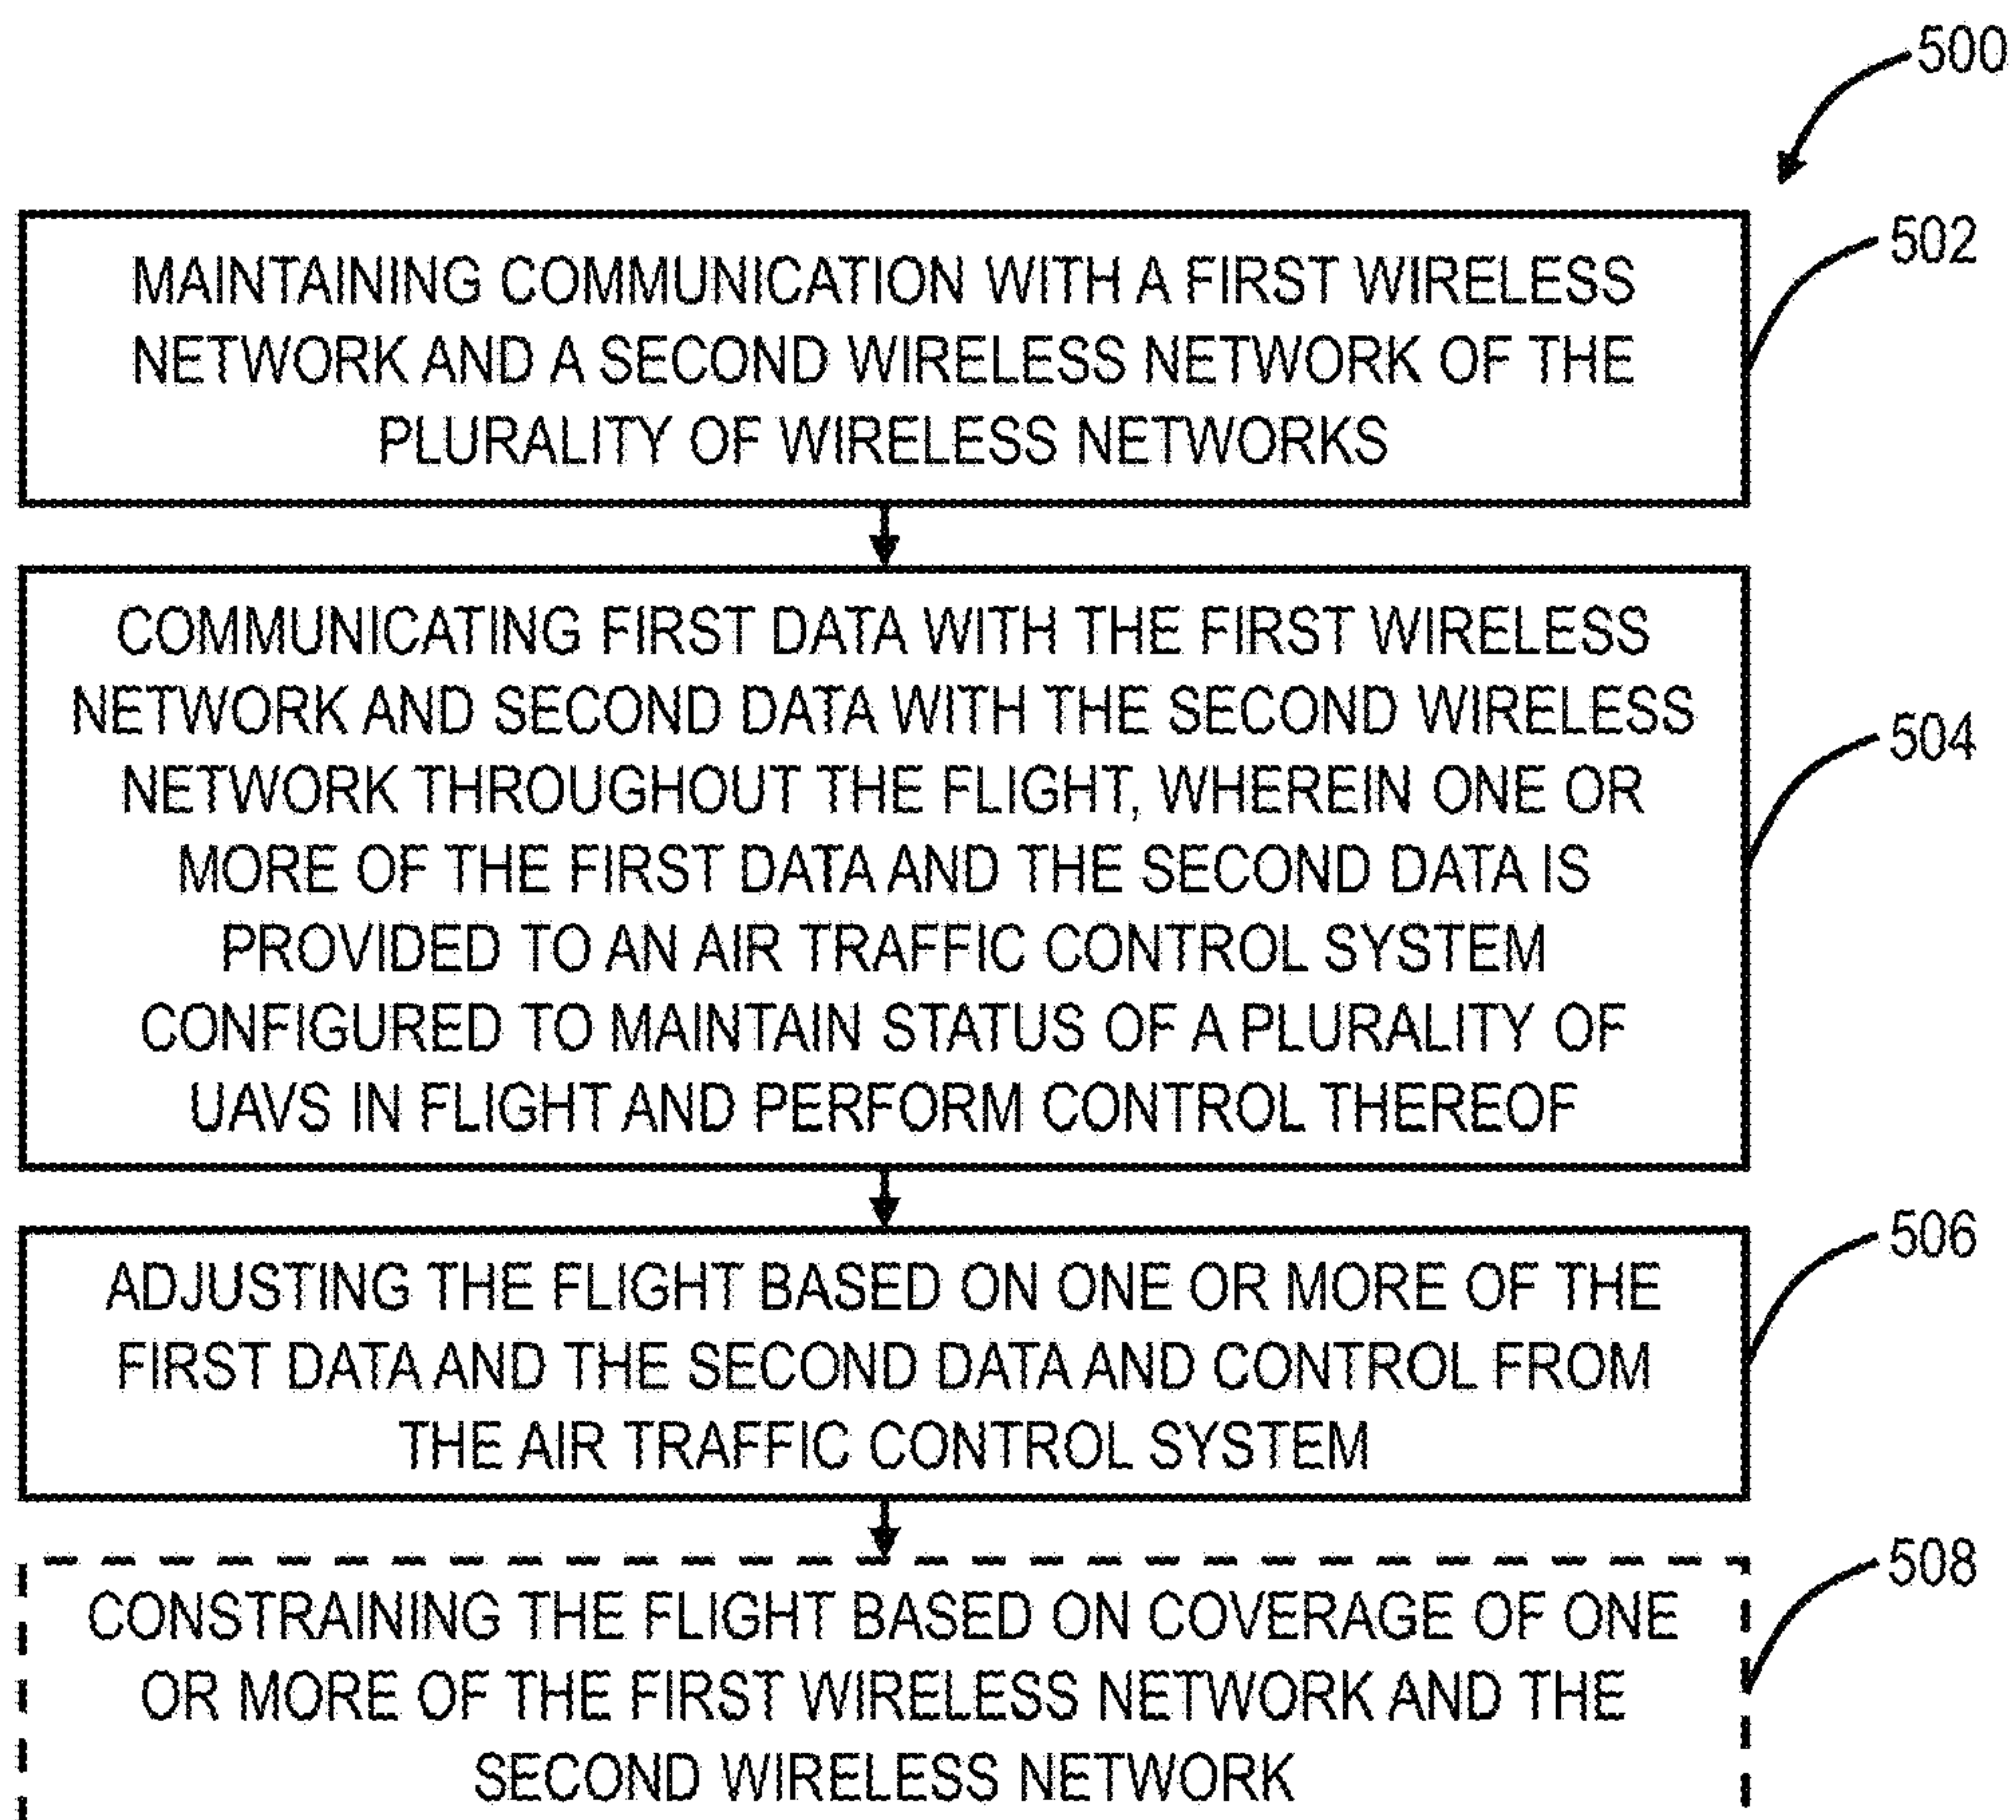 500
MAINTAINING COMMUNICATION WITH A FIRST WIRELESS
NETWORK AND A SECOND WIRELESS NETWORK OF THE
PLURALITY OF WIRELESS NETWORKS
502
COMMUNICATING FIRST DATA WITH THE FIRST WIRELESS
NETWORK AND SECOND DATA WITH THE SECOND WIRELESS
NETWORK THROUGHOUT THE FLIGHT, WHEREIN ONE OR
MORE OF THE FIRST DATA AND THE SECOND DATA IS
PROVIDED TO AN AIR TRAFFIC CONTROL SYSTEM
CONFIGURED TO MAINTAIN STATUS OF A PLURALITY OF
UAVS IN FLIGHT AND PERFORM CONTROL THEREOF
504
ADJUSTING THE FLIGHT BASED ON ONE OR MORE OF THE
FIRST DATA AND THE SECOND DATA AND CONTROL FROM
THE AIR TRAFFIC CONTROL SYSTEM
506
CONSTRAINING THE FLIGHT BASED ON COVERAGE OF ONE
OR MORE OF THE FIRST WIRELESS NETWORK AND THE
SECOND WIRELESS NETWORK
508